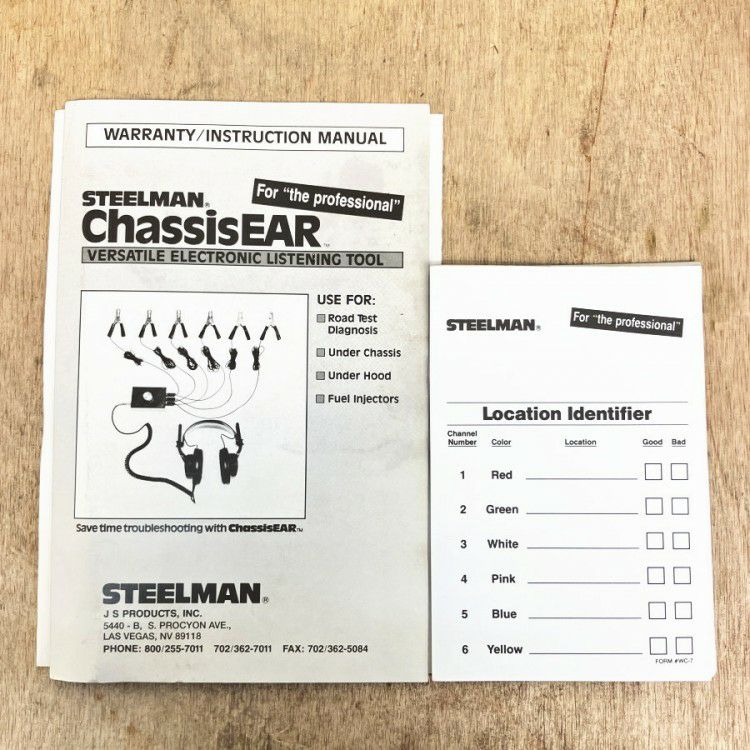 WARRANTY/INSTRUCTION MANUAL
For "the professional"
STEELMAN®
ChassisEAR™
VERSATILE ELECTRONIC LISTENING TOOL
USE FOR:
Road Test
Diagnosis
Under Chassis
Under Hood
Fuel Injectors
Save time troubleshooting with ChassisEAR™
STEELMAN®
J S PRODUCTS, INC.
5440 - B, S. PROCYON AVE.,
LAS VEGAS, NV 89118
PHONE: 800/255-7011 702/362-7011 FAX: 702/362-5084
STEELMAN®
For "the professional"
Location Identifier
Channel Number Color Location Good Bad
1 Red
2 Green
3 White
4 Pink
5 Blue
6 Yellow
FORM #WC-7